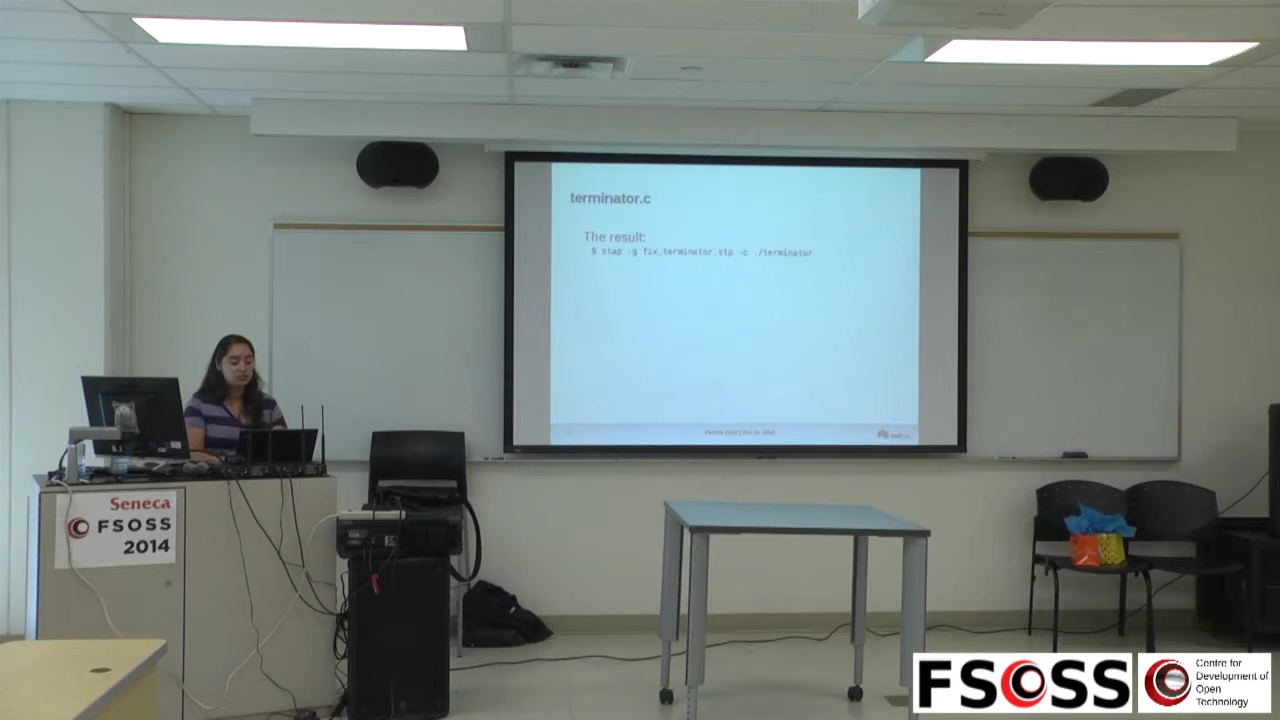 terminator.c
The result:
$ stap -g fix_terminator.stp -c ./terminator
Seneca
FSOSS
2014
FSOSS
Centre for
Development of
Open
Technology